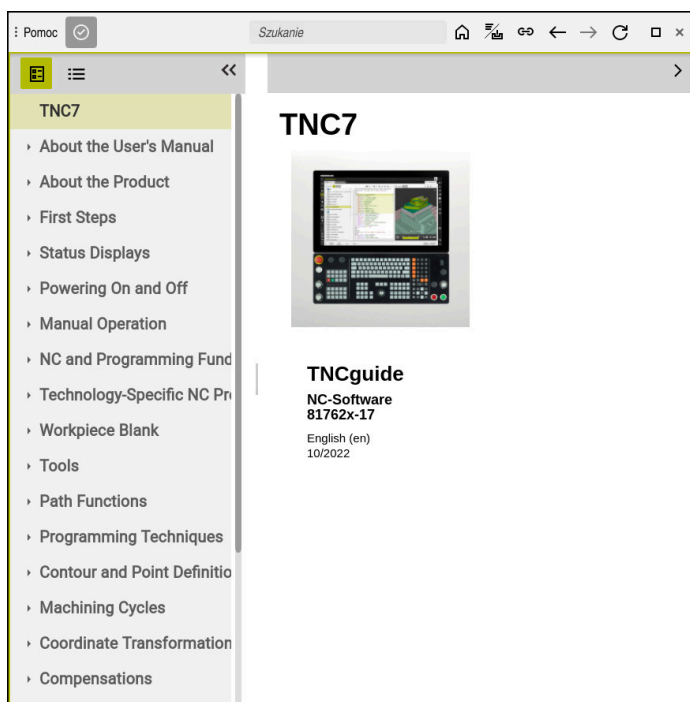 Pomoc
Szukanie
TNC7
About the User's Manual
About the Product
First Steps
Status Displays
Powering On and Off
Manual Operation
NC and Programming Fund
Technology-Specific NC Pr
Workpiece Blank
Tools
Path Functions
Programming Techniques
Contour and Point Definitio
Machining Cycles
Coordinate Transformation
Compensations
TNC7
TNCguide
NC-Software
81762x-17
English (en)
10/2022